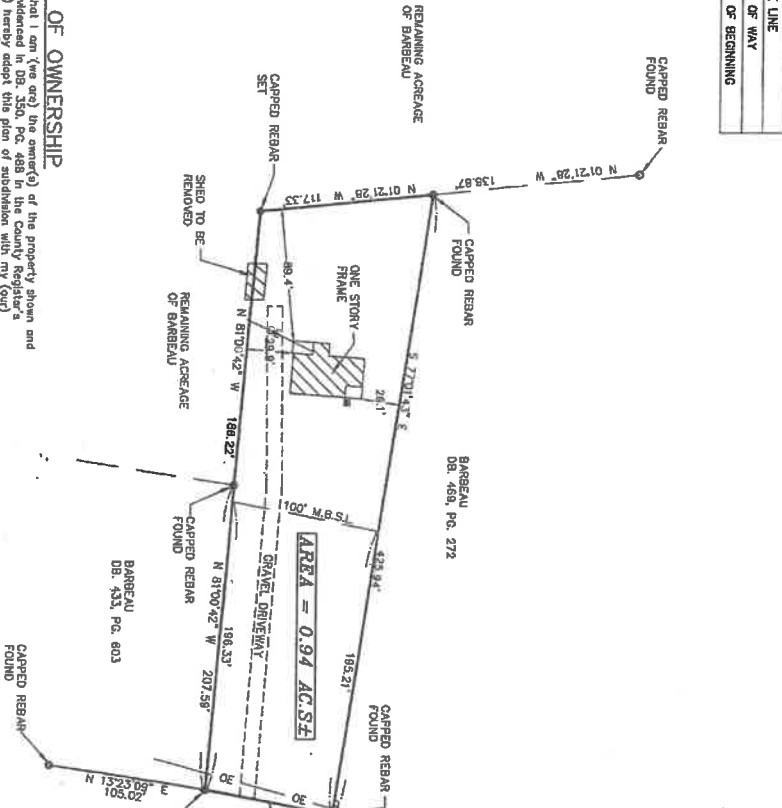 LINE
OF WAY
OF BEGINNING
CAPPED REBAR
FOUND
REMAINING ACREAGE
OF BARBEAU
N 01°21'28" W
138.87'
CAPPED REBAR
SET
N 01°21'28" W
117.33'
CAPPED REBAR
FOUND
SHED TO BE
REMOVED
ONE STORY
FRAME
89.4'
29.9'
26.1'
S 77°01'43" E
425.94'
BARBEAU
DB. 469, PG. 272
REMAINING ACREAGE
OF BARBEAU
N 81°00'42" W
186.22'
100' M.B.S.L.
195.21'
AREA = 0.94 AC.S±
GRAVEL DRIVEWAY
CAPPED REBAR
FOUND
N 81°00'42" W
196.33'
207.59'
CAPPED REBAR
FOUND
BARBEAU
DB. 433, PG. 603
OE
OE
CAPPED REBAR
FOUND
N 13°23'09" E
105.02'
OF OWNERSHIP
hat I am (we are) the owner(s) of the property shown and
videnced in DB. 350, PG. 488 in the County Register's
) hereby adopt this plan of subdivision with my (our)